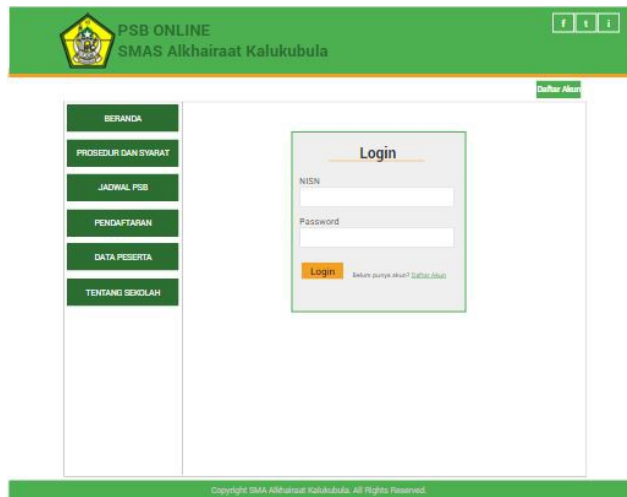 PSB ONLINE
SMAS Alkhairaat Kalukubula
f t i
Daftar Akun
BERANDA
PROSEDUR DAN SYARAT
JADWAL PSB
PENDAFTARAN
DATA PESERTA
TENTANG SEKOLAH
Login
NISN
Password
Login
Belum punya akun? Daftar Akun
Copyright SMA Alkhairaat Kalukubula. All Rights Reserved.